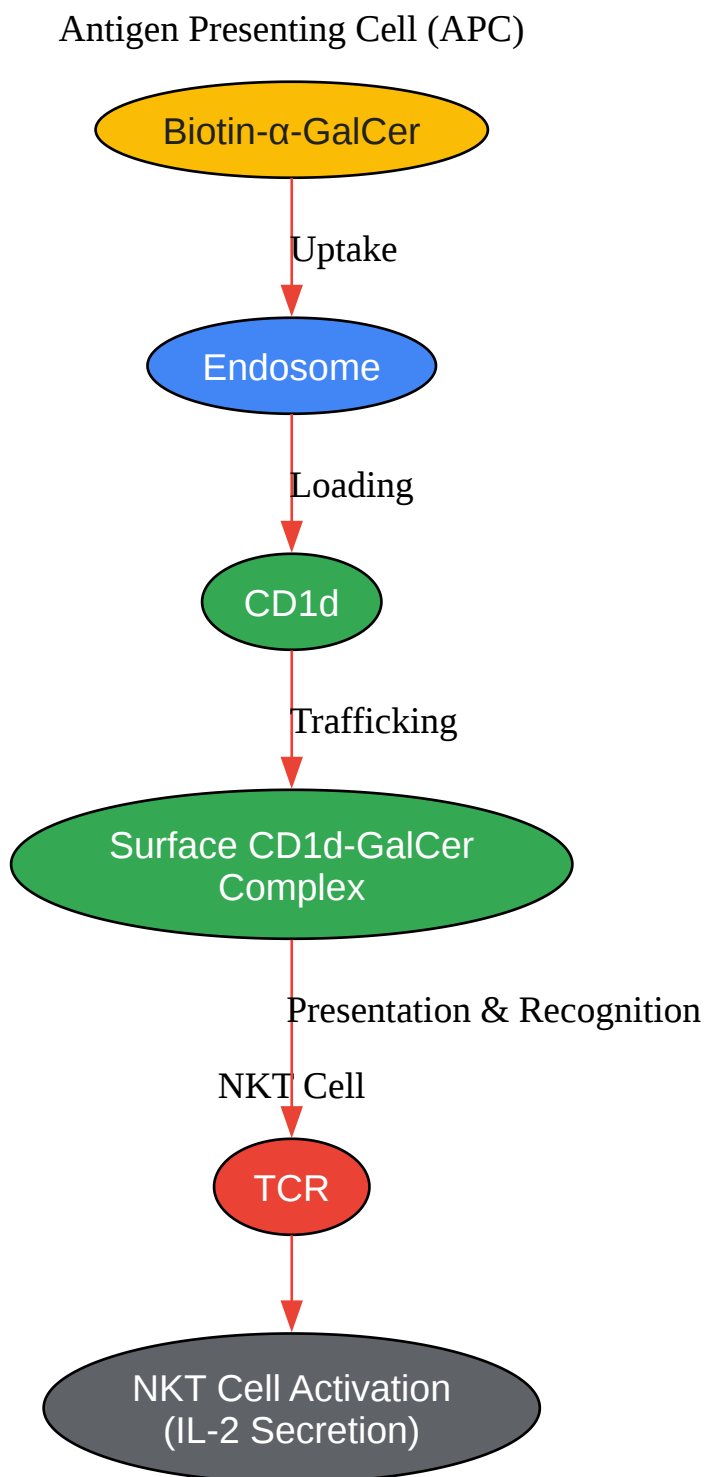 Antigen Presenting Cell (APC)
Biotin-α-GalCer
Uptake
Endosome
Loading
CD1d
Trafficking
Surface CD1d-GalCer
Complex
Presentation & Recognition
NKT Cell
TCR
NKT Cell Activation
(IL-2 Secretion)